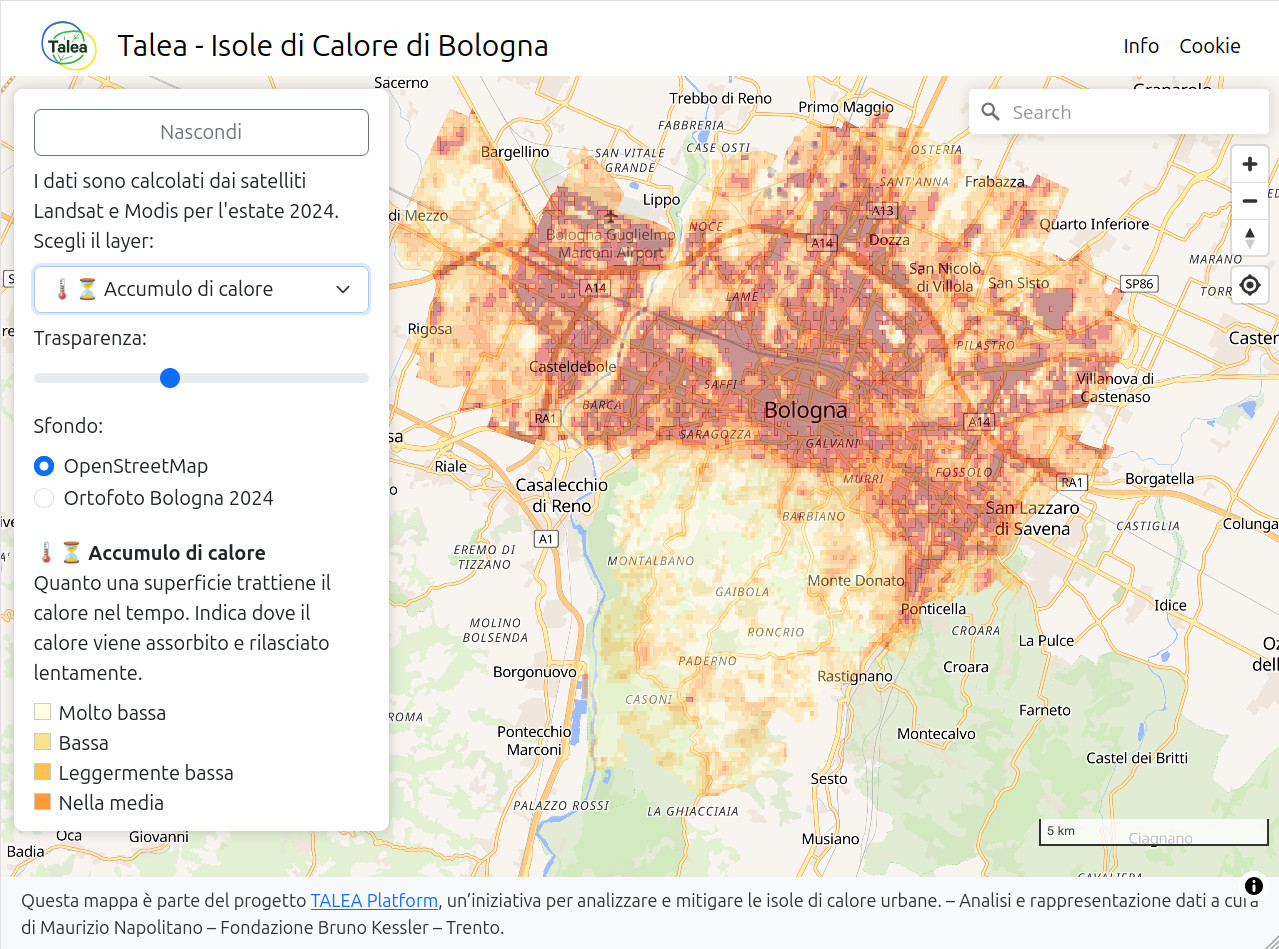 Talea
Talea - Isole di Calore di Bologna
Info
Cookie
Nascondi
I dati sono calcolati dai satelliti
Landsat e Modis per l'estate 2024.
Scegli il layer:
🌡️ ⏳ Accumulo di calore
Trasparenza:
Sfondo:
OpenStreetMap
Ortofoto Bologna 2024
🌡️ ⏳ Accumulo di calore
Quanto una superficie trattiene il
calore nel tempo. Indica dove il
calore viene assorbito e rilasciato
lentamente.
Molto bassa
Bassa
Leggermente bassa
Nella media
Search
Sacerno
Trebbo di Reno
Primo Maggio
FABBRERIA
CASE OSTI
OSTERIA
Bargellino
SAN VITALE
GRANDE
SANT'ANNA
Frabazza
Lippo
di Mezzo
NOCE
A13
Quarto Inferiore
Bologna Guglielmo
Marconi Airport
A14
Dozza
MARANO
San Nicolò
di Villola
San Sisto
SP86
A14
LAME
Rigosa
PILASTRO
Casteldebole
SAFFI
Villanova di
Castenaso
BARCA
Bologna
RA1
A14
SARAGOZZA
GALVANI
Riale
MURRI
FOSSOLO
RA1
Borgatella
Casalecchio
di Reno
BARBIANO
San Lazzaro
di Savena
CASTIGLIA
Colunga
A1
EREMO DI
TIZZANO
MONTALBANO
GAIBOLA
Monte Donato
Ponticella
Idice
MOLINO
BOLSENDA
RONCRIO
CROARA
La Pulce
Borgonuovo
PADERNO
Rastignano
Croara
CASONI
Farneto
Pontecchio
Marconi
Montecalvo
Castel dei Britti
Sesto
PALAZZO ROSSI
LA GHIACCIAIA
Musiano
5 km
Ciagnano
Oca
Giovanni
Badia
Questa mappa è parte del progetto TALEA Platform, un’iniziativa per analizzare e mitigare le isole di calore urbane. – Analisi e rappresentazione dati a cura
di Maurizio Napolitano – Fondazione Bruno Kessler – Trento.